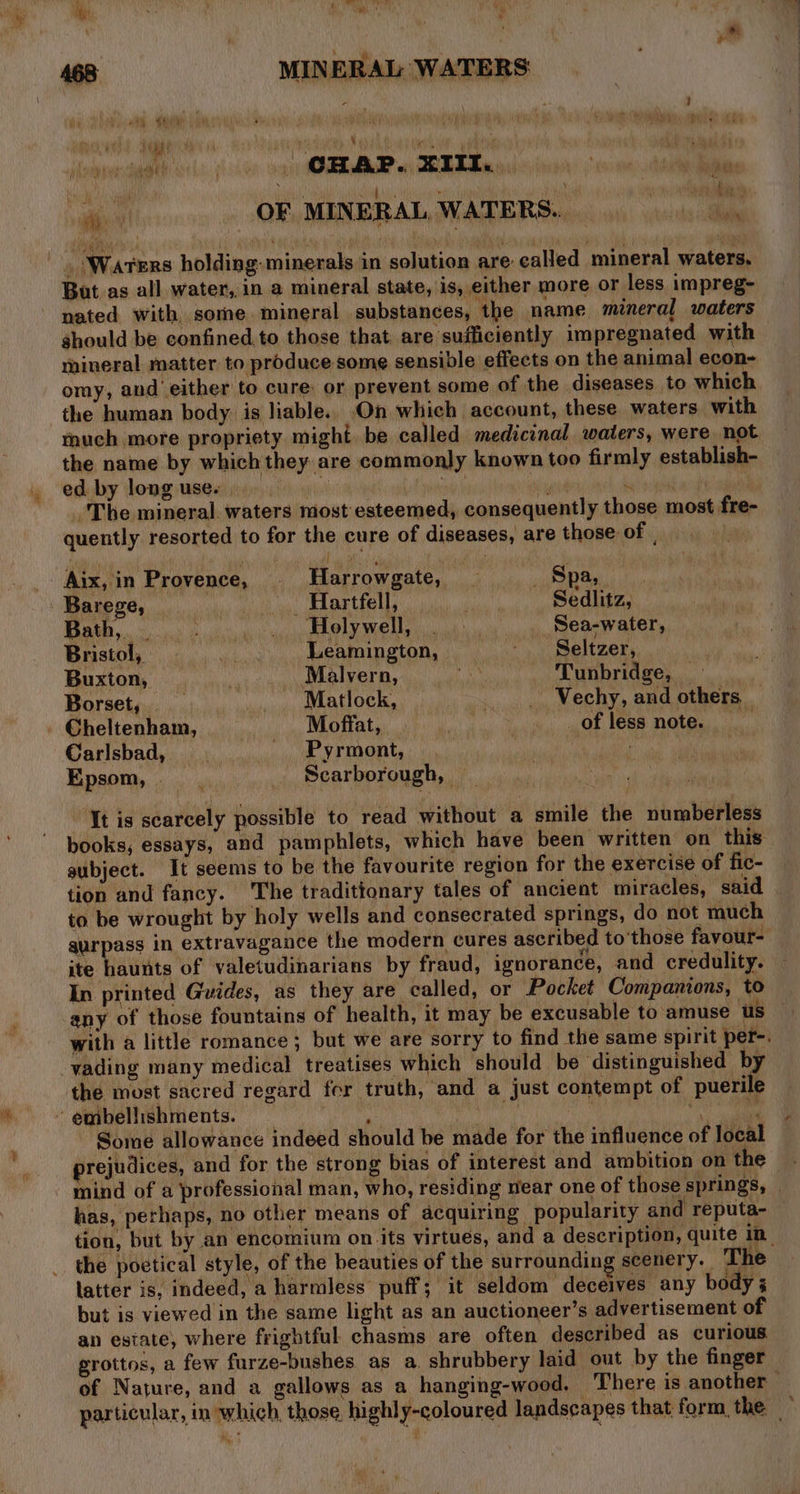 468 MINERAL WATERS
CHAP. XIII.
OF MINERAL WATERS.
WATERS holding minerals in solution are called mineral waters.
But as all water, in a mineral state, is, either more or less impreg-
nated with some mineral substances, the name mineral waters
should be confined to those that are sufficiently impregnated with
mineral matter to produce some sensible effects on the animal econ-
omy, and either to cure or prevent some of the diseases to which
the human body is liable. On which account, these waters with
much more propriety might be called medicinal waters, were not
the name by which they are commonly known too firmly establish-
ed by long use.
The mineral waters most esteemed, consequently those most fre-
quently resorted to for the cure of diseases, are those of
Aix, in Provence, Harrowgate, Spa,
Barege, Hartfell, Sedlitz,
Bath, Holywell, Sea-water,
Bristol, Leamington, Seltzer,
Buxton, Malvern, Tunbridge,
Borset, Matlock, Vechy, and others
Cheltenham, Moffat, of less note.
Carlsbad, Pyrmont,
Epsom, Scarborough,
It is scarcely possible to read without a smile the numberless
books, essays, and pamphlets, which have been written on this
subject. It seems to be the favourite region for the exercise of fic-
tion and fancy. The traditionary tales of ancient miracles, said
to be wrought by holy wells and consecrated springs, do not much
surpass in extravagance the modern cures ascribed to those favour-
ite haunts of valetudinarians by fraud, ignorance, and credulity.
In printed Guides, as they are called, or Pocket Companions, to
any of those fountains of health, it may be excusable to amuse us
with a little romance; but we are sorry to find the same spirit per-
vading many medical treatises which should be distinguished by
the most sacred regard for truth, and a just contempt of puerile
embellishments.
Some allowance indeed should be made for the influence of local
prejudices, and for the strong bias of interest and ambition on the
mind of a professional man, who, residing near one of those springs,
has, perhaps, no other means of acquiring popularity and reputa-
tion, but by an encomium on its virtues, and a description, quite in
the poetical style, of the beauties of the surrounding scenery. The
latter is, indeed, a harmless puff; it seldom deceives any body;
but is viewed in the same light as an auctioneer's advertisement of
an estate, where frightful chasms are often described as curious
grottos, a few furze-bushes as a shrubbery laid out by the finger
of Nature, and a gallows as a hanging-wood. There is another
particular, in which those highly-coloured landscapes that form the